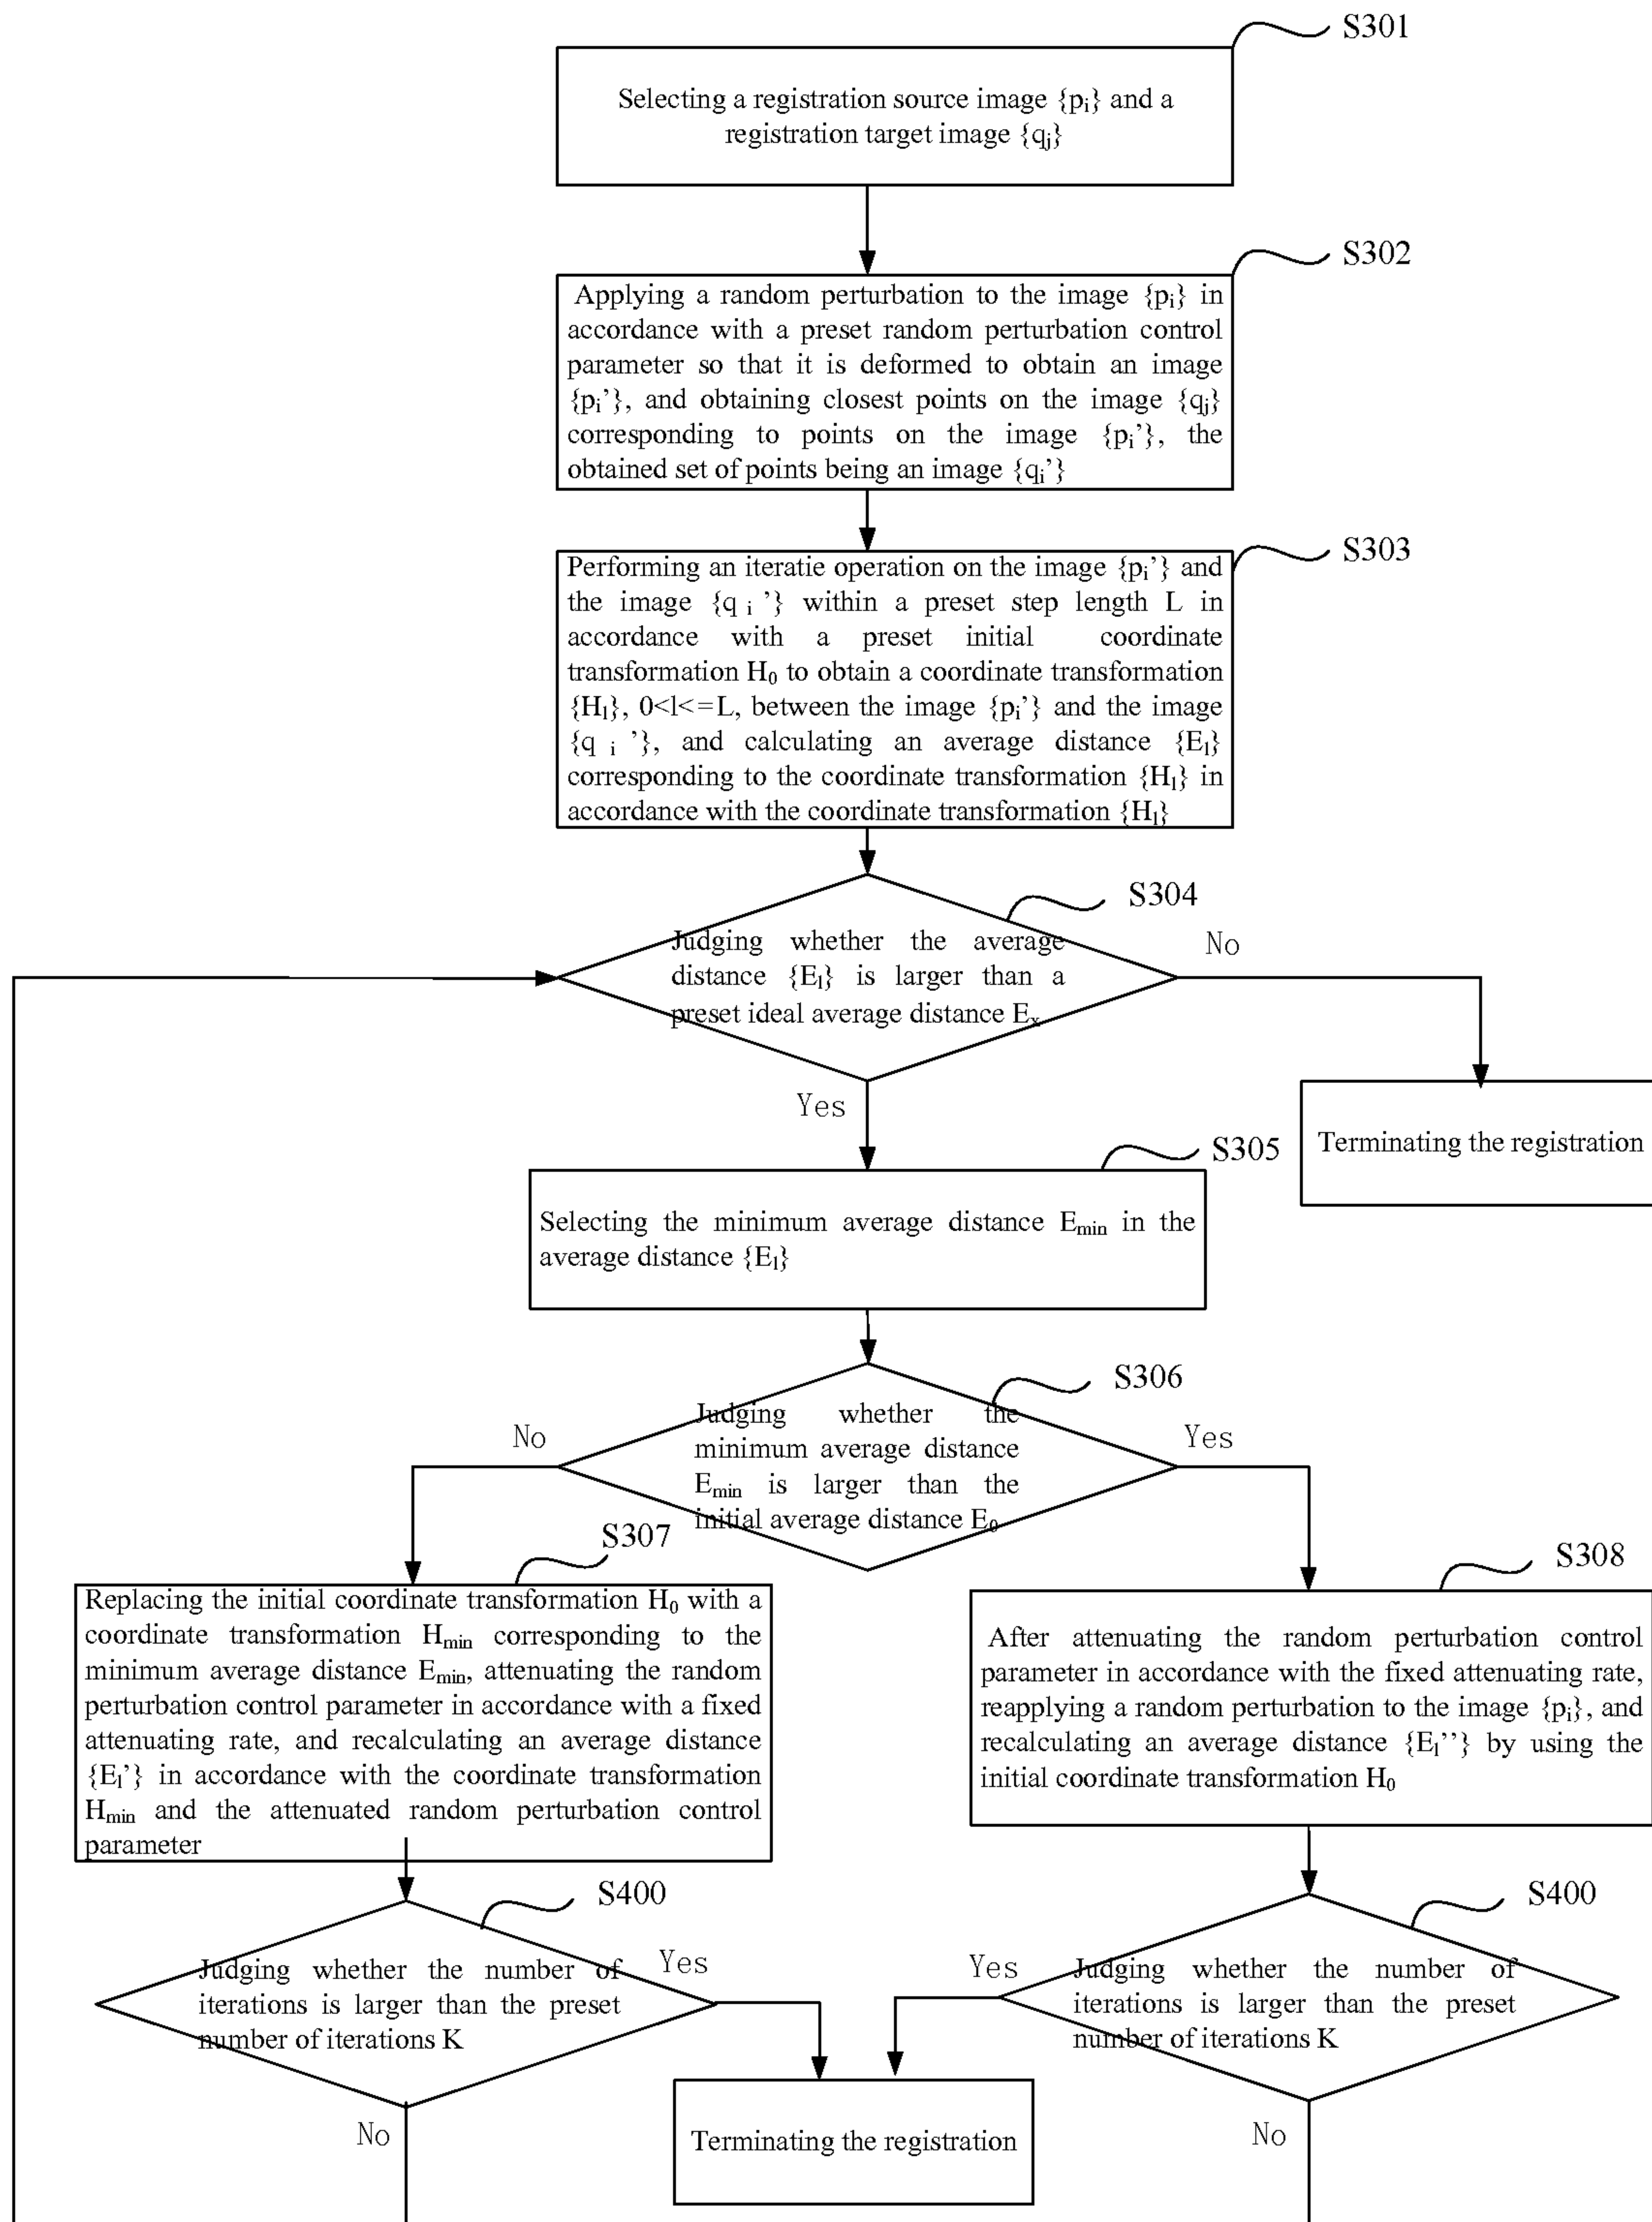 S301
Selecting a registration source image {pi} and a
registration target image {qj}
S302
Applying a random perturbation to the image {pi} in
accordance with a preset random perturbation control
parameter so that it is deformed to obtain an image
{pi’}, and obtaining closest points on the image {qj}
corresponding to points on the image {pi’}, the
obtained set of points being an image {qi’}
S303
Performing an iteratie operation on the image {pi’} and
the image {q i ’} within a preset step length L in
accordance with a preset initial coordinate
transformation H0 to obtain a coordinate transformation
{Hl}, 0<l<=L, between the image {pi’} and the image
{q i ’}, and calculating an average distance {El}
corresponding to the coordinate transformation {Hl} in
accordance with the coordinate transformation {Hl}
S304
Judging whether the average
distance {El} is larger than a
preset ideal average distance Ex
No
Yes
Terminating the registration
S305
Selecting the minimum average distance Emin in the
average distance {El}
S306
Judging whether the
minimum average distance
Emin is larger than the
initial average distance E0
No
Yes
S307
Replacing the initial coordinate transformation H0 with a
coordinate transformation Hmin corresponding to the
minimum average distance Emin, attenuating the random
perturbation control parameter in accordance with a fixed
attenuating rate, and recalculating an average distance
{El’} in accordance with the coordinate transformation
Hmin and the attenuated random perturbation control
parameter
S308
After attenuating the random perturbation control
parameter in accordance with the fixed attenuating rate,
reapplying a random perturbation to the image {pi}, and
recalculating an average distance {El’’} by using the
initial coordinate transformation H0
S400
Judging whether the number of
iterations is larger than the preset
number of iterations K
Yes
No
S400
Judging whether the number of
iterations is larger than the preset
number of iterations K
Yes
No
Terminating the registration